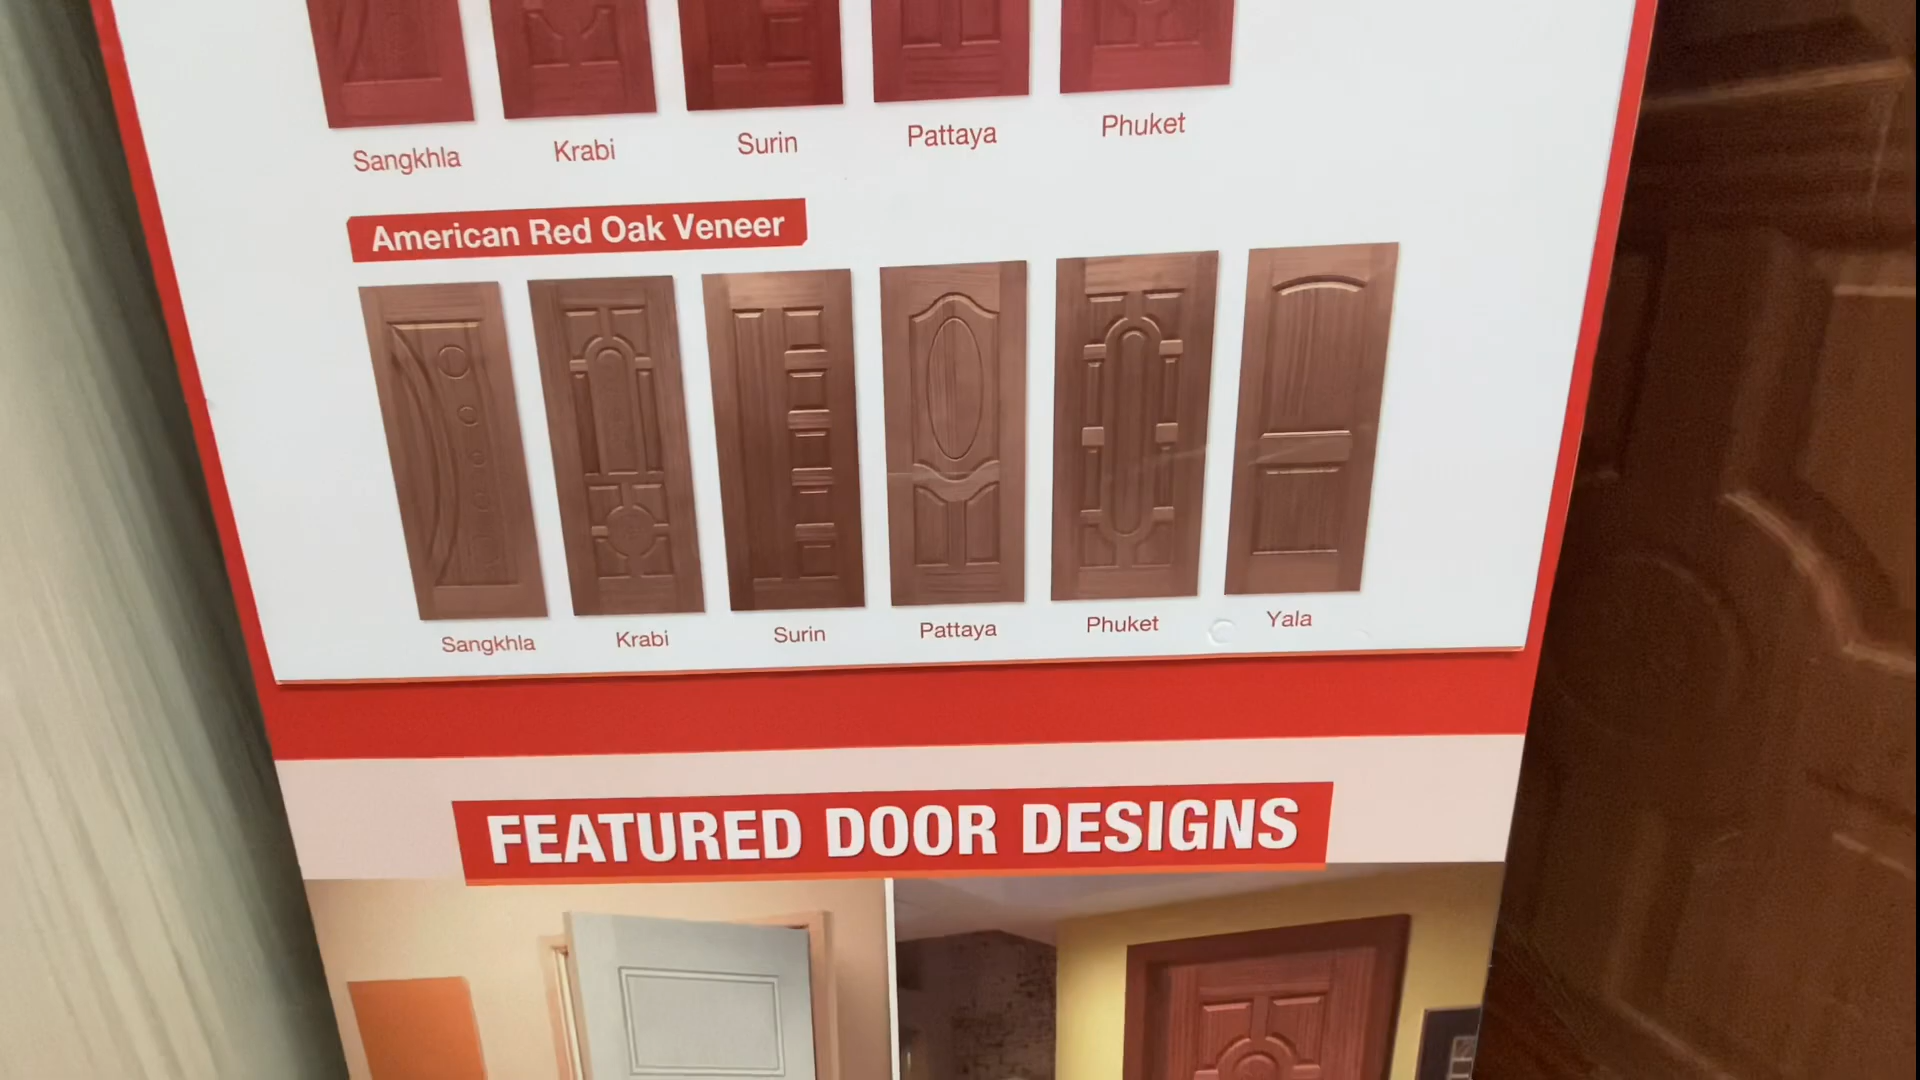 Sangkhla Krabi Surin Pattaya Phuket
American Red Oak Veneer
Sangkhla Krabi Surin Pattaya Phuket Yala
FEATURED DOOR DESIGNS